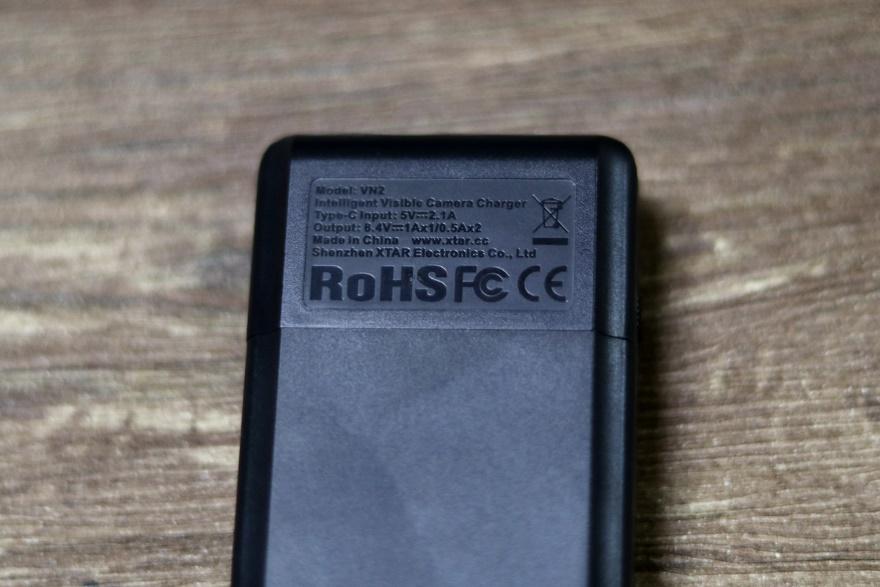 Model: VN2
Intelligent Visible Camera Charger
Type-C Input: 5V⎓2.1A
Output: 8.4V⎓1Ax1/0.5Ax2
Made in China www.xtar.cc
Shenzhen XTAR Electronics Co., Ltd
RoHS FC CE